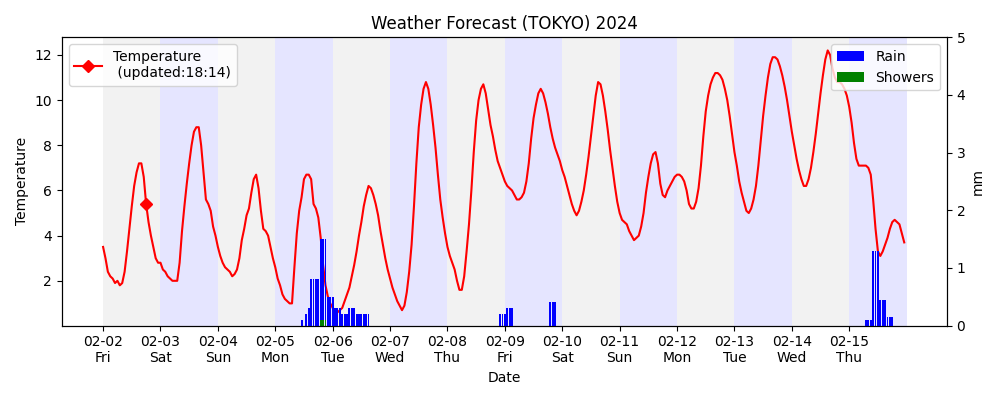 Weather Forecast (TOKYO) 2024
Temperature
(updated:18:14)
Rain
Showers
Temperature
12
10
8
6
4
2
5
4
3
2
1
0
mm
02-02 02-03 02-04 02-05 02-06 02-07 02-08 02-09 02-10 02-11 02-12 02-13 02-14 02-15
Fri Sat Sun Mon Tue Wed Thu Fri Sat Sun Mon Tue Wed Thu
Date